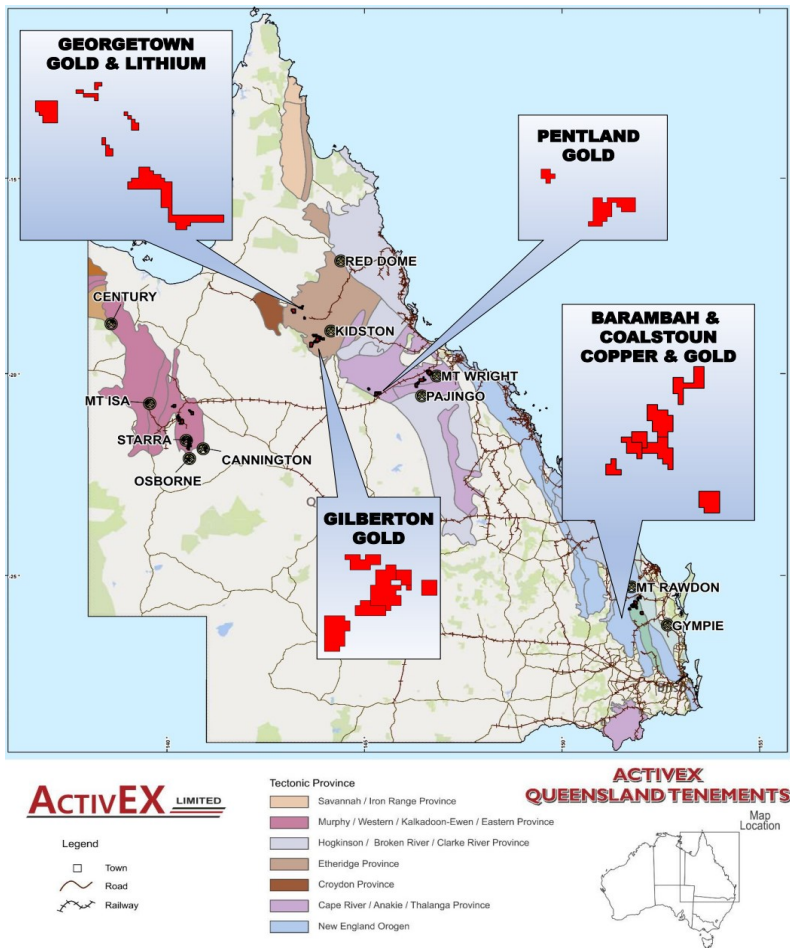 GEORGETOWN
GOLD & LITHIUM
PENTLAND
GOLD
-15
RED DOME
CENTURY
KIDSTON
BARAMBAH &
COALSTOUN
COPPER & GOLD
MT WRIGHT
MT ISA
PAJINGO
STARRA
CANNINGTON
OSBORNE
GILBERTON
GOLD
MT RAWDON
GYMPIE
ACTIVEX LIMITED
Legend
Town
Road
Railway
Tectonic Province
Savannah / Iron Range Province
Murphy / Western / Kalkadoon-Ewen / Eastern Province
Hogkinson / Broken River / Clarke River Province
Etheridge Province
Croydon Province
Cape River / Anakie / Thalanga Province
New England Orogen
ACTIVEX
QUEENSLAND TENEMENTS
Map
Location